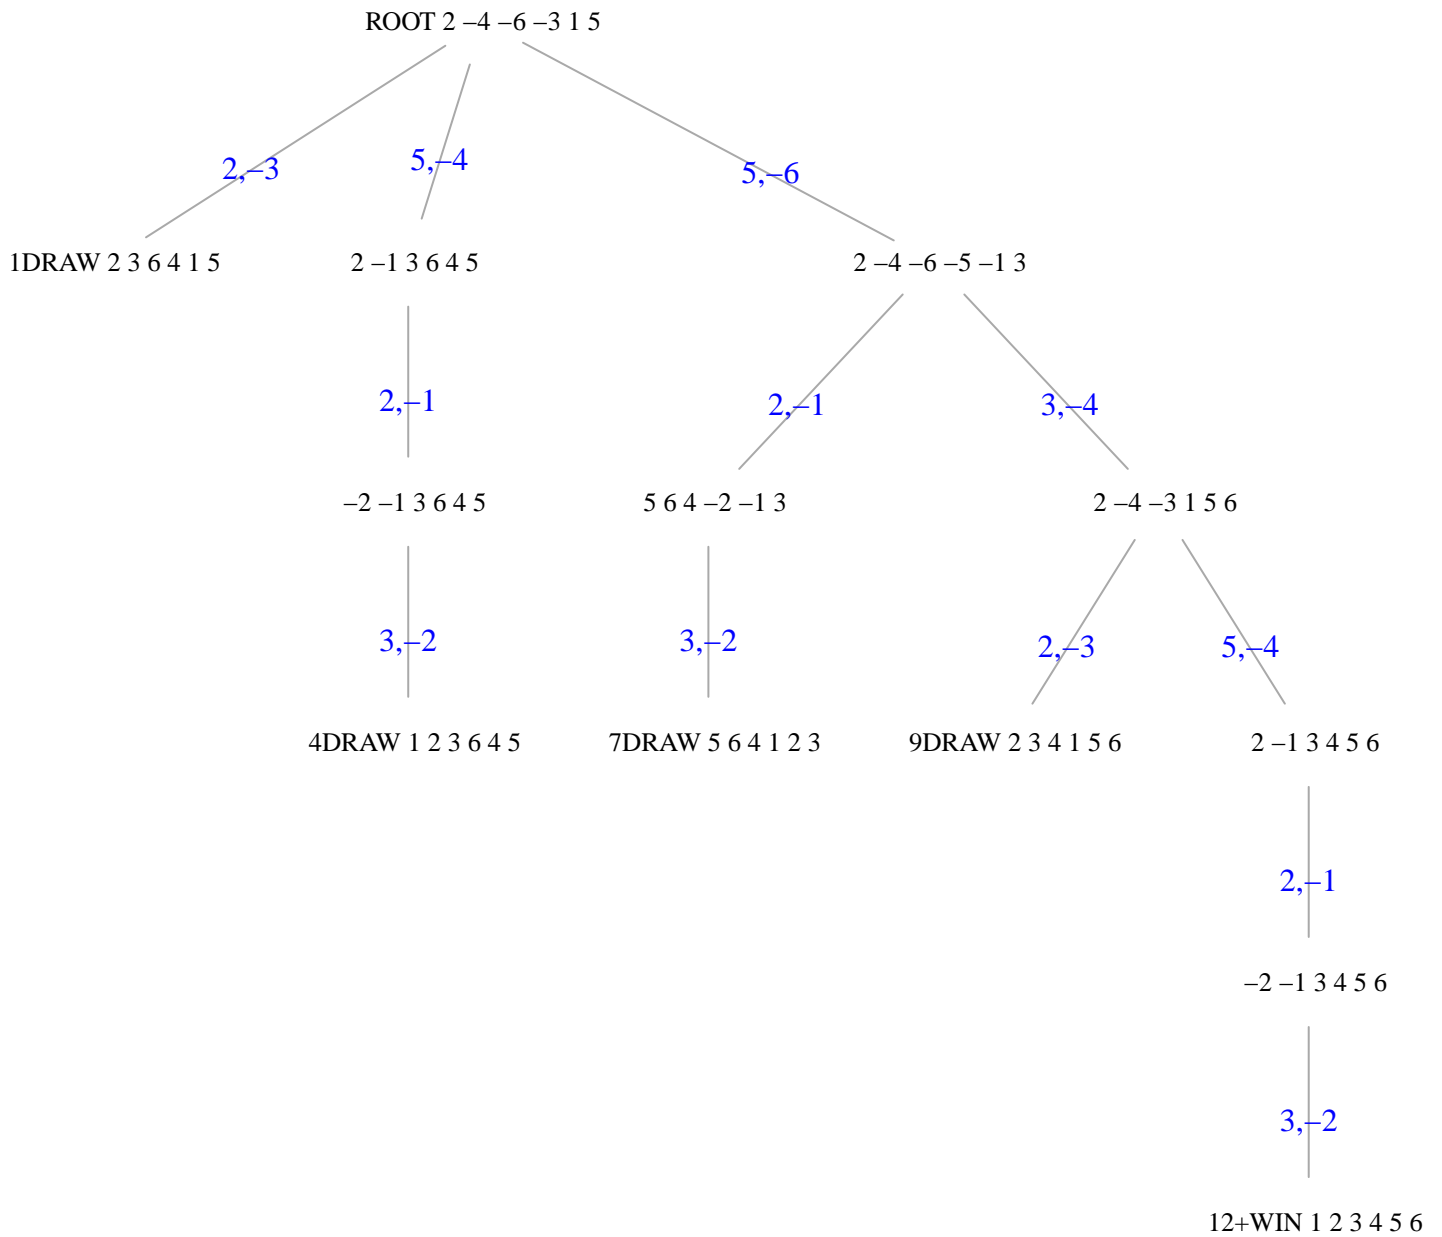 ROOT 2 –4 –6 –3 1 5
2,–3
5,–4
5,–6
1DRAW 2 3 6 4 1 5
2 –1 3 6 4 5
2 –4 –6 –5 –1 3
2,–1
2,–1
3,–4
–2 –1 3 6 4 5
5 6 4 –2 –1 3
2 –4 –3 1 5 6
3,–2
3,–2
2,–3
5,–4
4DRAW 1 2 3 6 4 5
7DRAW 5 6 4 1 2 3
9DRAW 2 3 4 1 5 6
2 –1 3 4 5 6
2,–1
–2 –1 3 4 5 6
3,–2
12+WIN 1 2 3 4 5 6